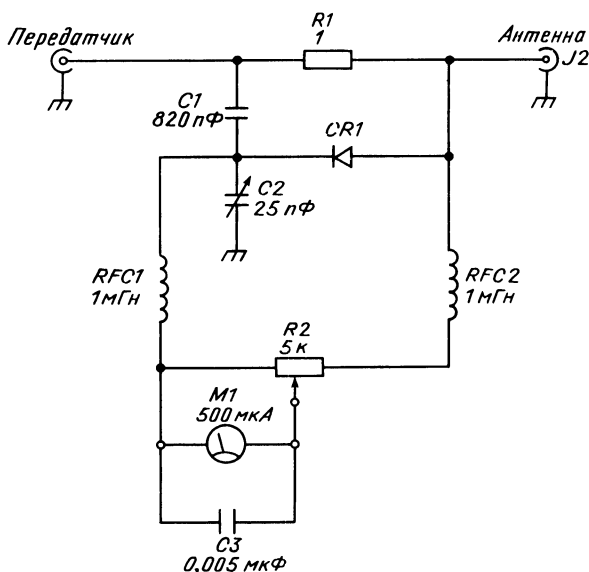 Передатчик
R1
1
Антенна
J2
C1
820 пФ
CR1
C2
25 пФ
RFC1
1мГн
RFC2
1мГн
R2
5 к
M1
500 мкА
C3
0,005 мкФ